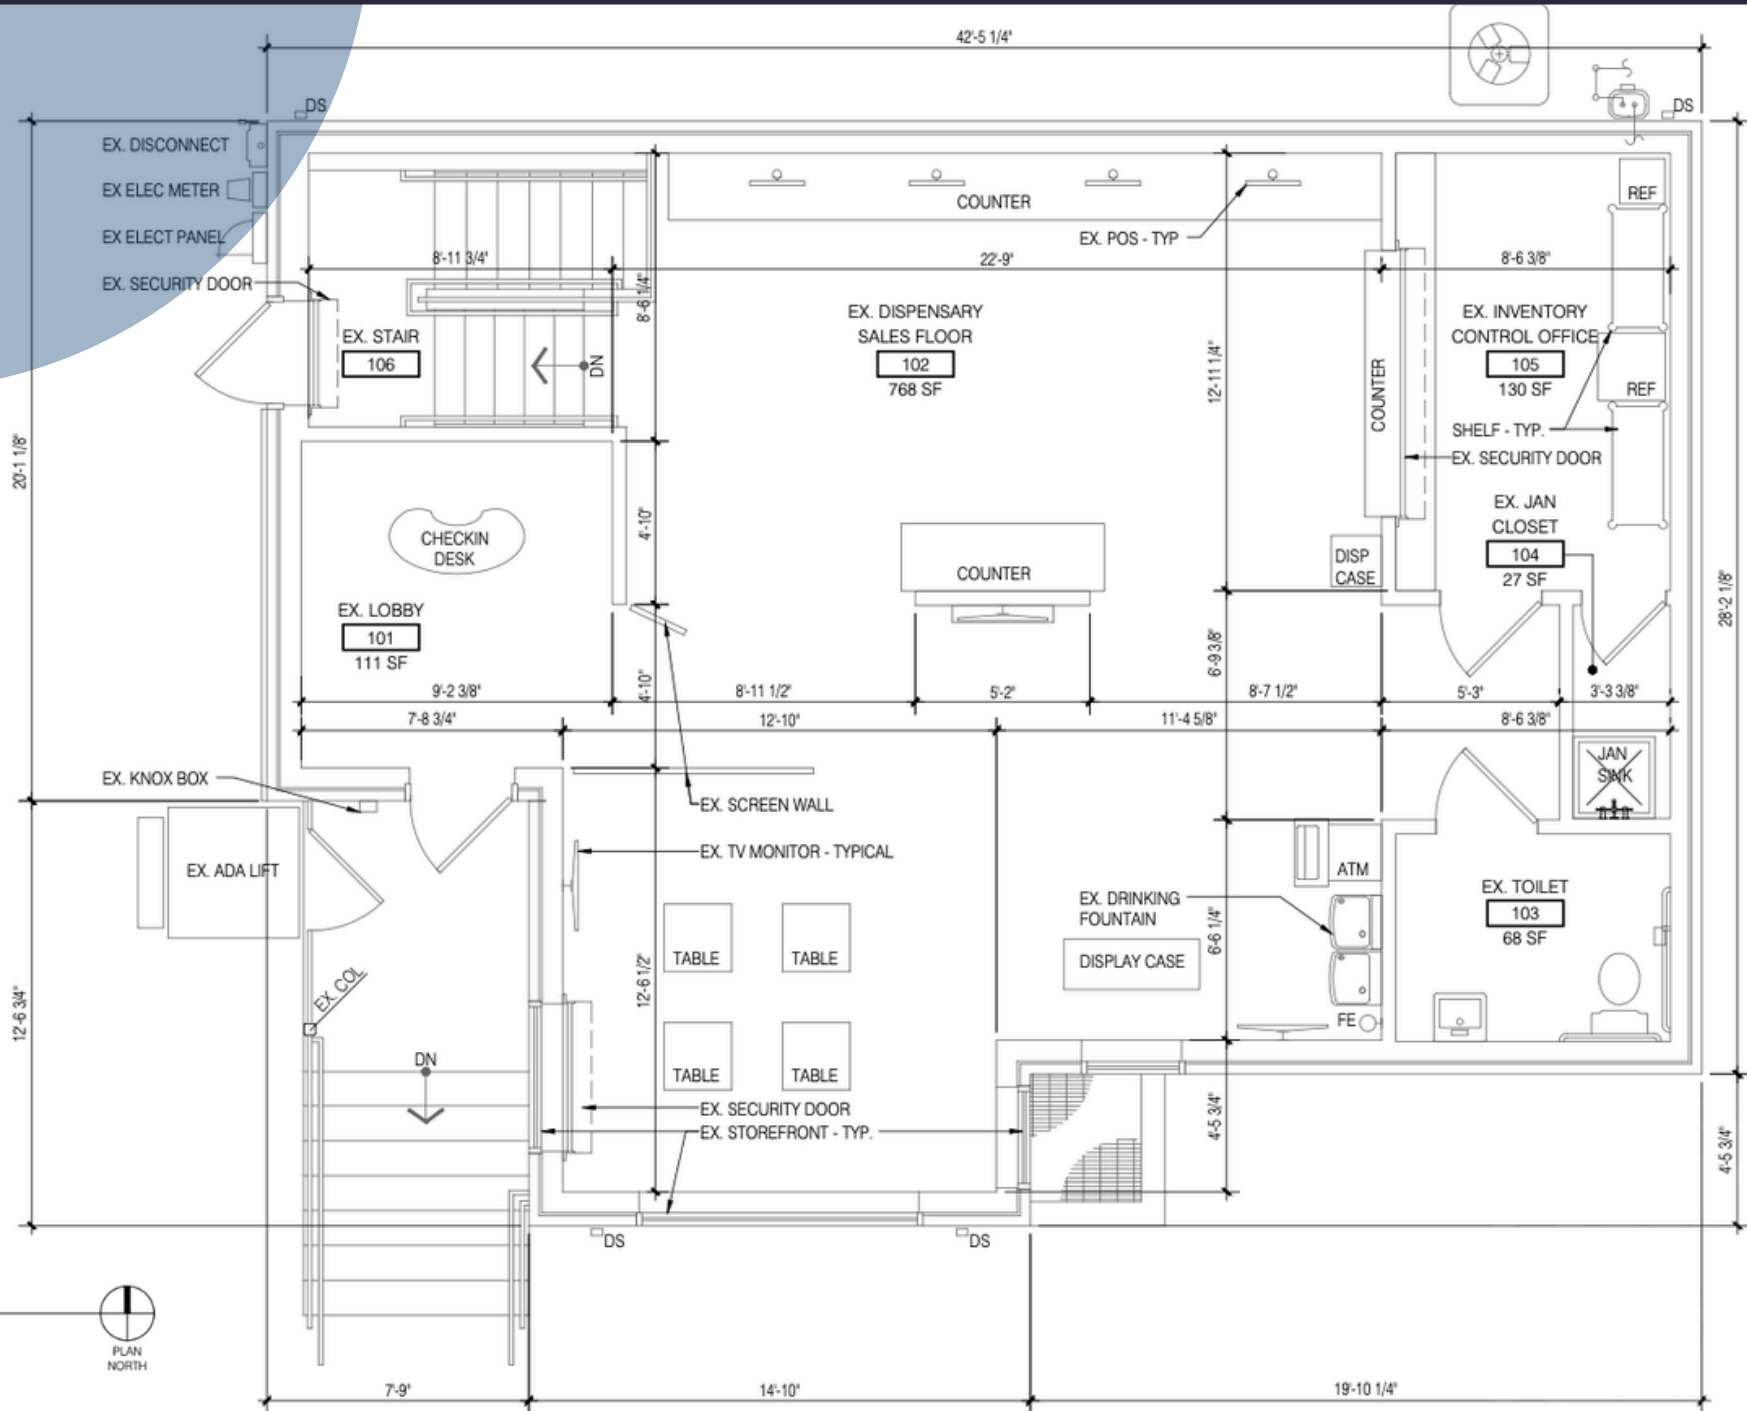 42'-5 1/4"
DS
DS
EX. DISCONNECT
EX ELEC METER
EX ELECT PANEL
EX. SECURITY DOOR
REF
COUNTER
EX. POS - TYP
8'-11 3/4"
22'-9"
8'-6 3/8"
8'-6 1/4"
EX. STAIR
106
DN
EX. DISPENSARY
SALES FLOOR
102
768 SF
12'-11 1/4"
COUNTER
EX. INVENTORY
CONTROL OFFICE
105
130 SF
REF
SHELF - TYP.
EX. SECURITY DOOR
20'-1 1/8"
CHECKIN
DESK
4'-10"
COUNTER
DISP
CASE
EX. JAN
CLOSET
104
27 SF
EX. LOBBY
101
111 SF
28'-2 1/8"
6'-9 3/8"
4'-10"
9'-2 3/8"
8'-11 1/2"
5'-2"
8'-7 1/2"
5'-3"
3'-3 3/8"
7'-8 3/4"
12'-10"
11'-4 5/8"
8'-6 3/8"
EX. KNOX BOX
EX. SCREEN WALL
JAN
SINK
EX. TV MONITOR - TYPICAL
EX. ADA LIFT
ATM
EX. DRINKING
FOUNTAIN
EX. TOILET
103
68 SF
6'-6 1/4"
TABLE
TABLE
DISPLAY CASE
12'-6 1/2"
EX. COL
12'-6 3/4"
FE
DN
TABLE
TABLE
EX. SECURITY DOOR
EX. STOREFRONT - TYP.
4'-5 3/4"
4'-5 3/4"
DS
DS
PLAN
NORTH
7'-9"
14'-10"
19'-10 1/4"